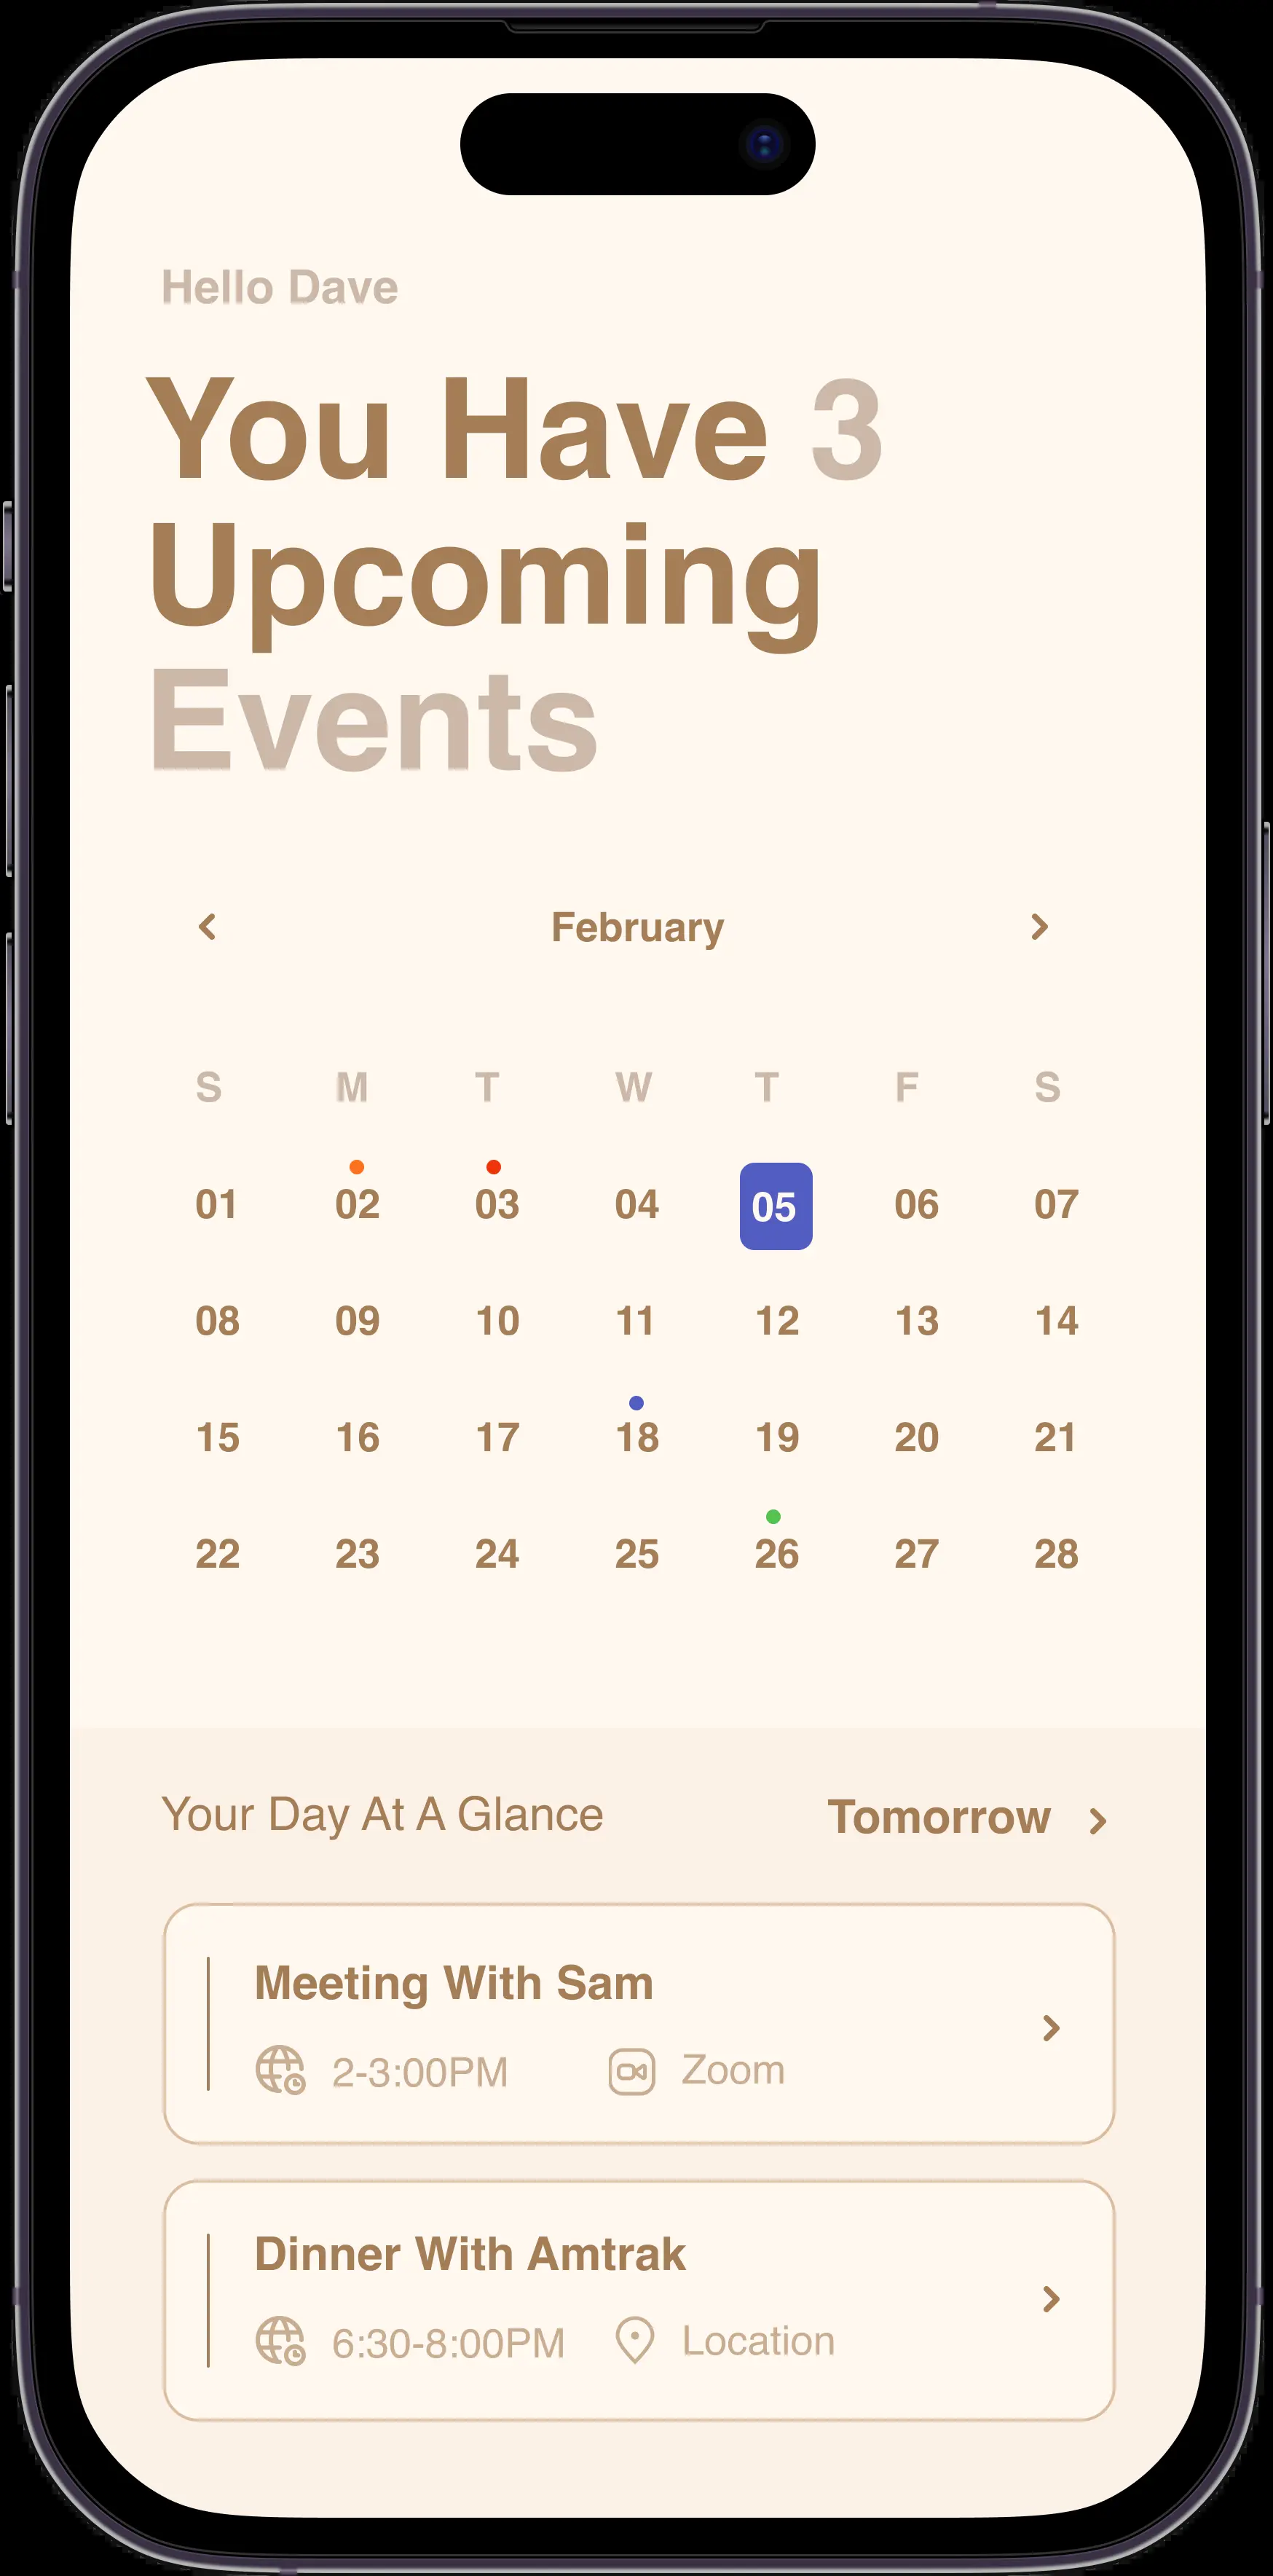 Hello Dave
You Have 3
Upcoming
Events
February
S M T W T F S
01 02 03 04 05 06 07
08 09 10 11 12 13 14
15 16 17 18 19 20 21
22 23 24 25 26 27 28
Your Day At A Glance Tomorrow
Meeting With Sam
2-3:00PM Zoom
Dinner With Amtrak
6:30-8:00PM Location